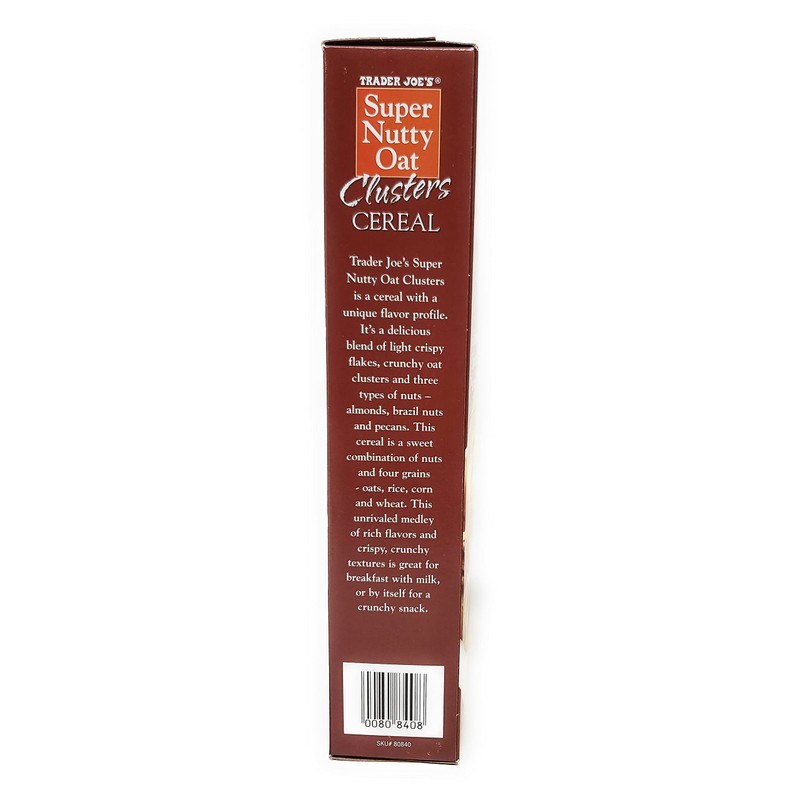 TRADER JOE'S®
Super
Nutty
Oat
Clusters
CEREAL
Trader Joe's Super
Nutty Oat Clusters
is a cereal with a
unique flavor profile.
It's a delicious
blend of light crispy
flakes, crunchy oat
clusters and three
types of nuts –
almonds, brazil nuts
and pecans. This
cereal is a sweet
combination of nuts
and four grains
- oats, rice, corn
and wheat. This
unrivaled medley
of rich flavors and
crispy, crunchy
textures is great for
breakfast with milk,
or by itself for a
crunchy snack.
0080 8408
SKU# 80840